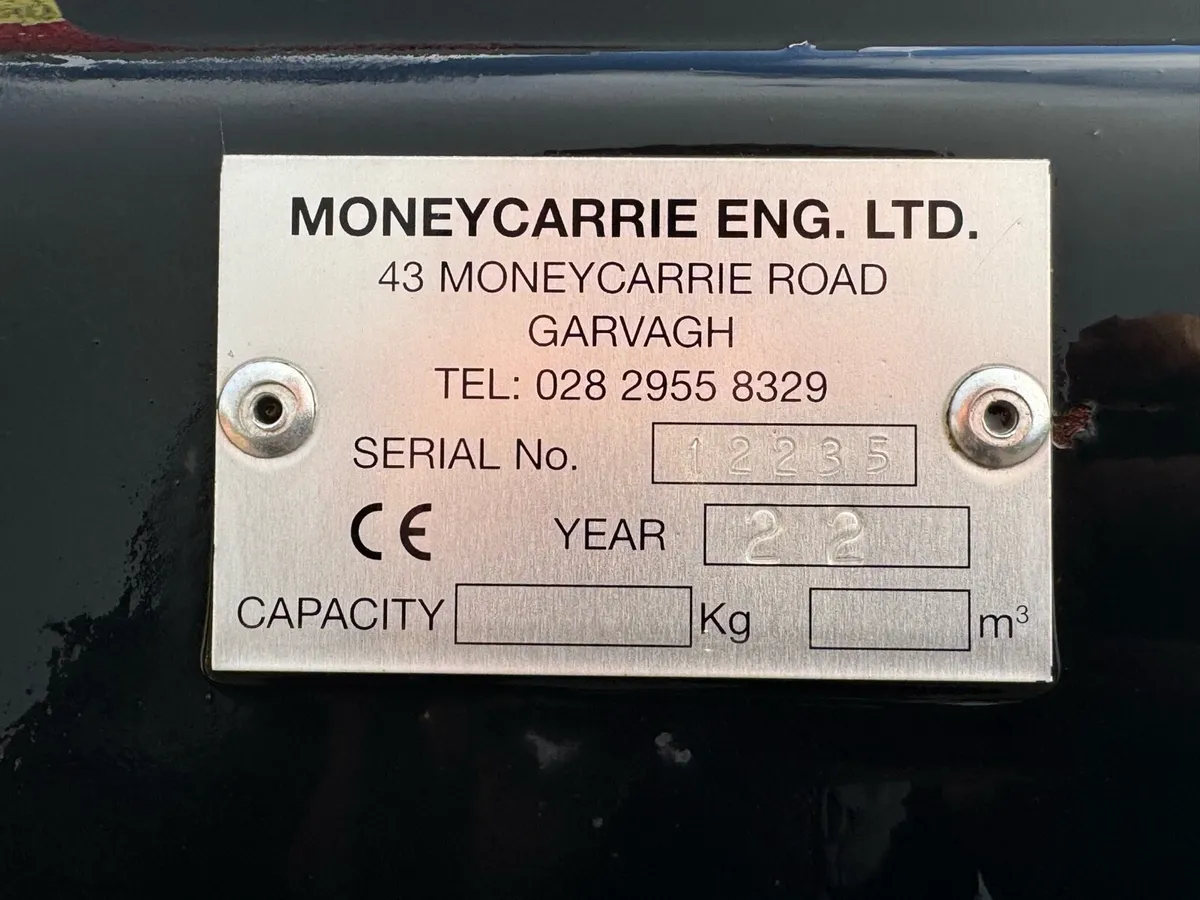 MONEYCARRIE ENG. LTD.
43 MONEYCARRIE ROAD
GARVAGH
TEL: 028 2955 8329
SERIAL No. 12235
CE YEAR 22
CAPACITY Kg m³